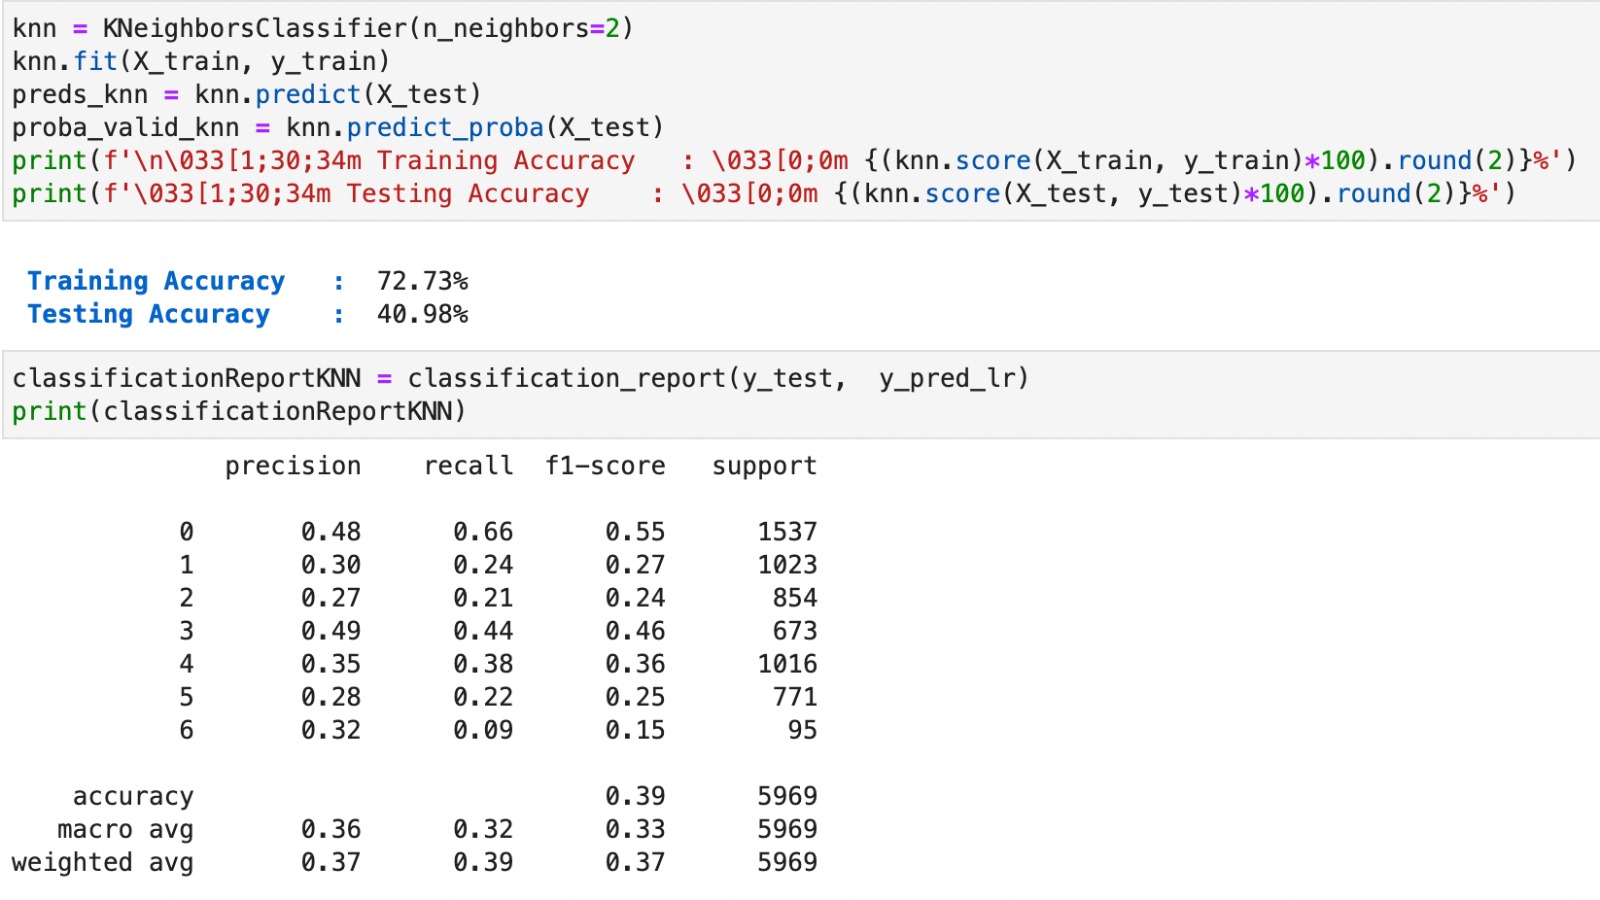 knn = KNeighborsClassifier(n_neighbors=2)
knn.fit(X_train, y_train)
preds_knn = knn.predict(X_test)
proba_valid_knn = knn.predict_proba(X_test)
print(f'\n\033[1;30;34m Training Accuracy   : \033[0;0m {(knn.score(X_train, y_train)*100).round(2)}%')
print(f'\033[1;30;34m Testing Accuracy    : \033[0;0m {(knn.score(X_test, y_test)*100).round(2)}%')
Training Accuracy   :  72.73%
Testing Accuracy    :  40.98%
classificationReportKNN = classification_report(y_test,  y_pred_lr)
print(classificationReportKNN)
              precision    recall  f1-score   support
           0       0.48      0.66      0.55      1537
           1       0.30      0.24      0.27      1023
           2       0.27      0.21      0.24       854
           3       0.49      0.44      0.46       673
           4       0.35      0.38      0.36      1016
           5       0.28      0.22      0.25       771
           6       0.32      0.09      0.15        95
    accuracy                           0.39      5969
   macro avg       0.36      0.32      0.33      5969
weighted avg       0.37      0.39      0.37      5969